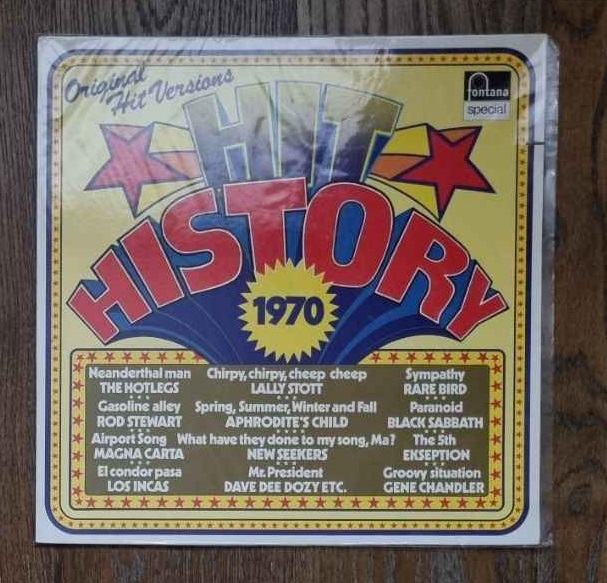 Original
Hit Versions
fontana
special
HIT
HISTORY
1970
Neanderthal man
THE HOTLEGS
Chirpy, chirpy, cheep cheep
LALLY STOTT
Sympathy
RARE BIRD
Gasoline alley
ROD STEWART
Spring, Summer, Winter and Fall
APHRODITE'S CHILD
Paranoid
BLACK SABBATH
Airport Song
MAGNA CARTA
What have they done to my song, Ma?
NEW SEEKERS
The 5th
EKSEPTION
El condor pasa
LOS INCAS
Mr. President
DAVE DEE DOZY ETC.
Groovy situation
GENE CHANDLER